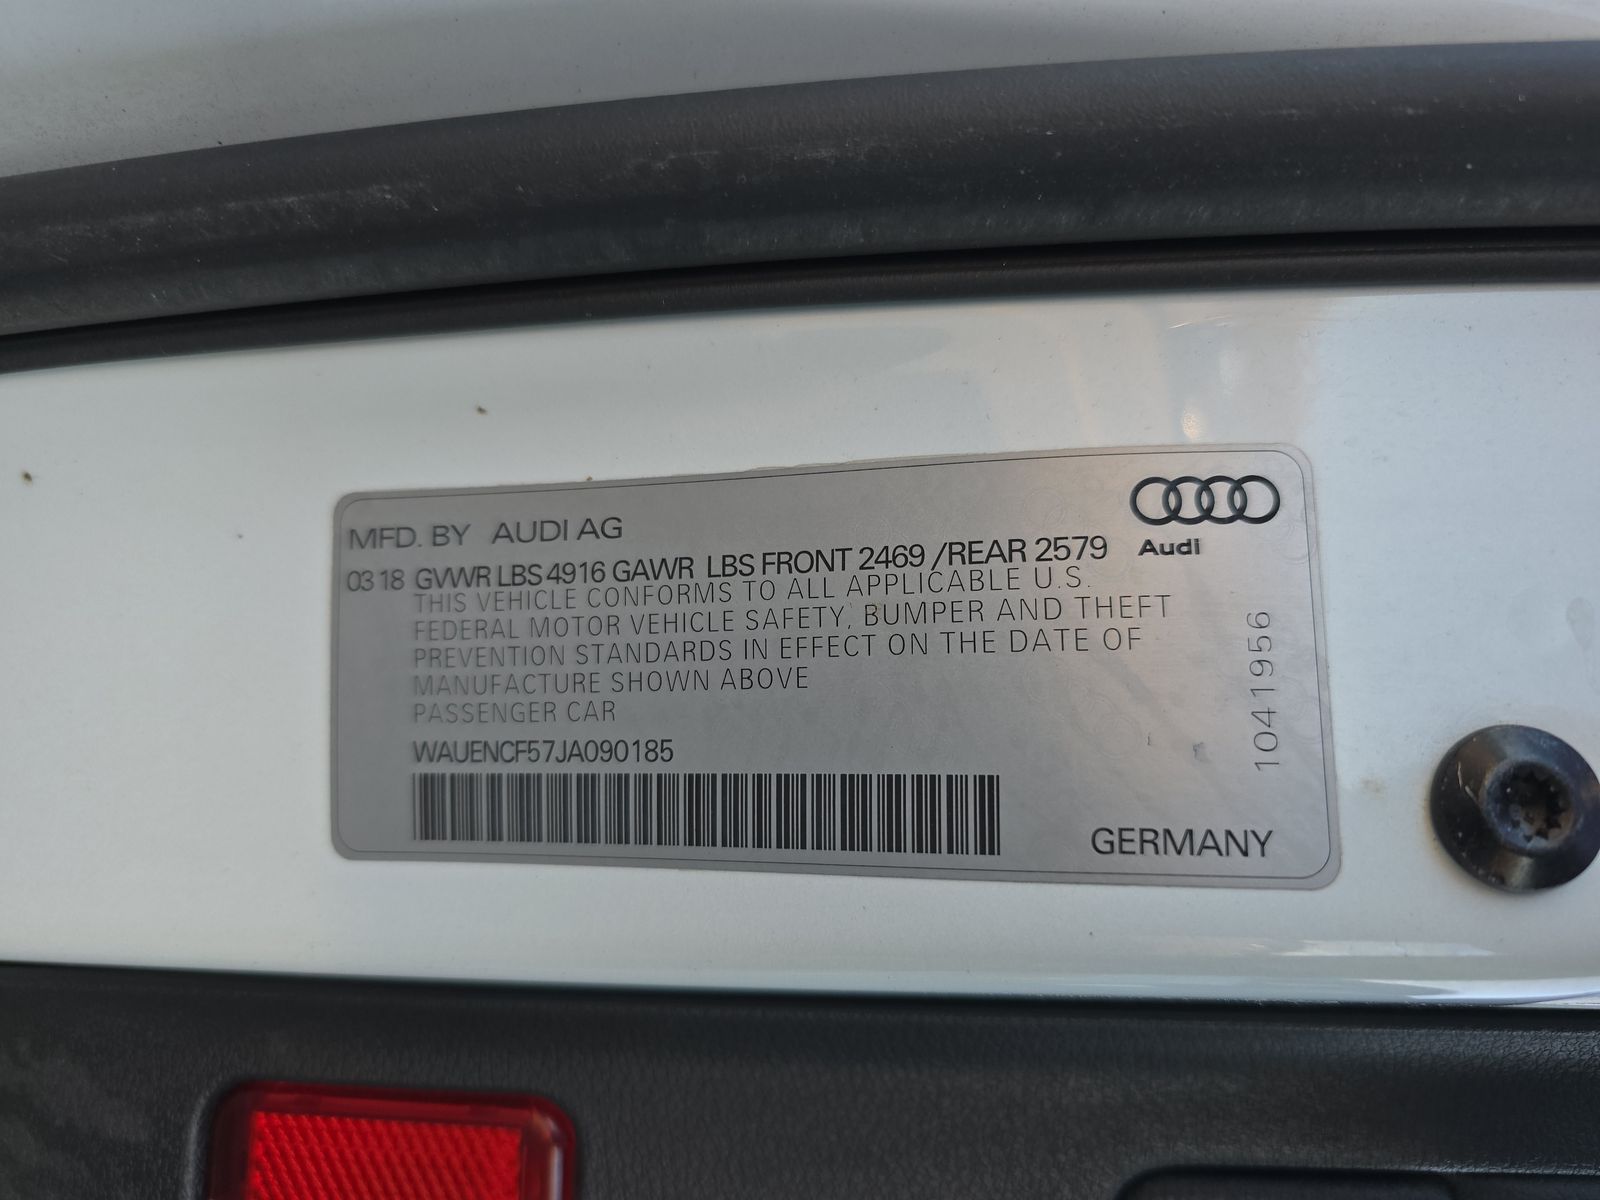 MFD. BY AUDI AG
Audi
03 18 GVWR LBS 4916 GAWR LBS FRONT 2469 /REAR 2579
THIS VEHICLE CONFORMS TO ALL APPLICABLE U.S.
FEDERAL MOTOR VEHICLE SAFETY, BUMPER AND THEFT
PREVENTION STANDARDS IN EFFECT ON THE DATE OF
MANUFACTURE SHOWN ABOVE
PASSENGER CAR
WAUENCF57JA090185
1041956
GERMANY